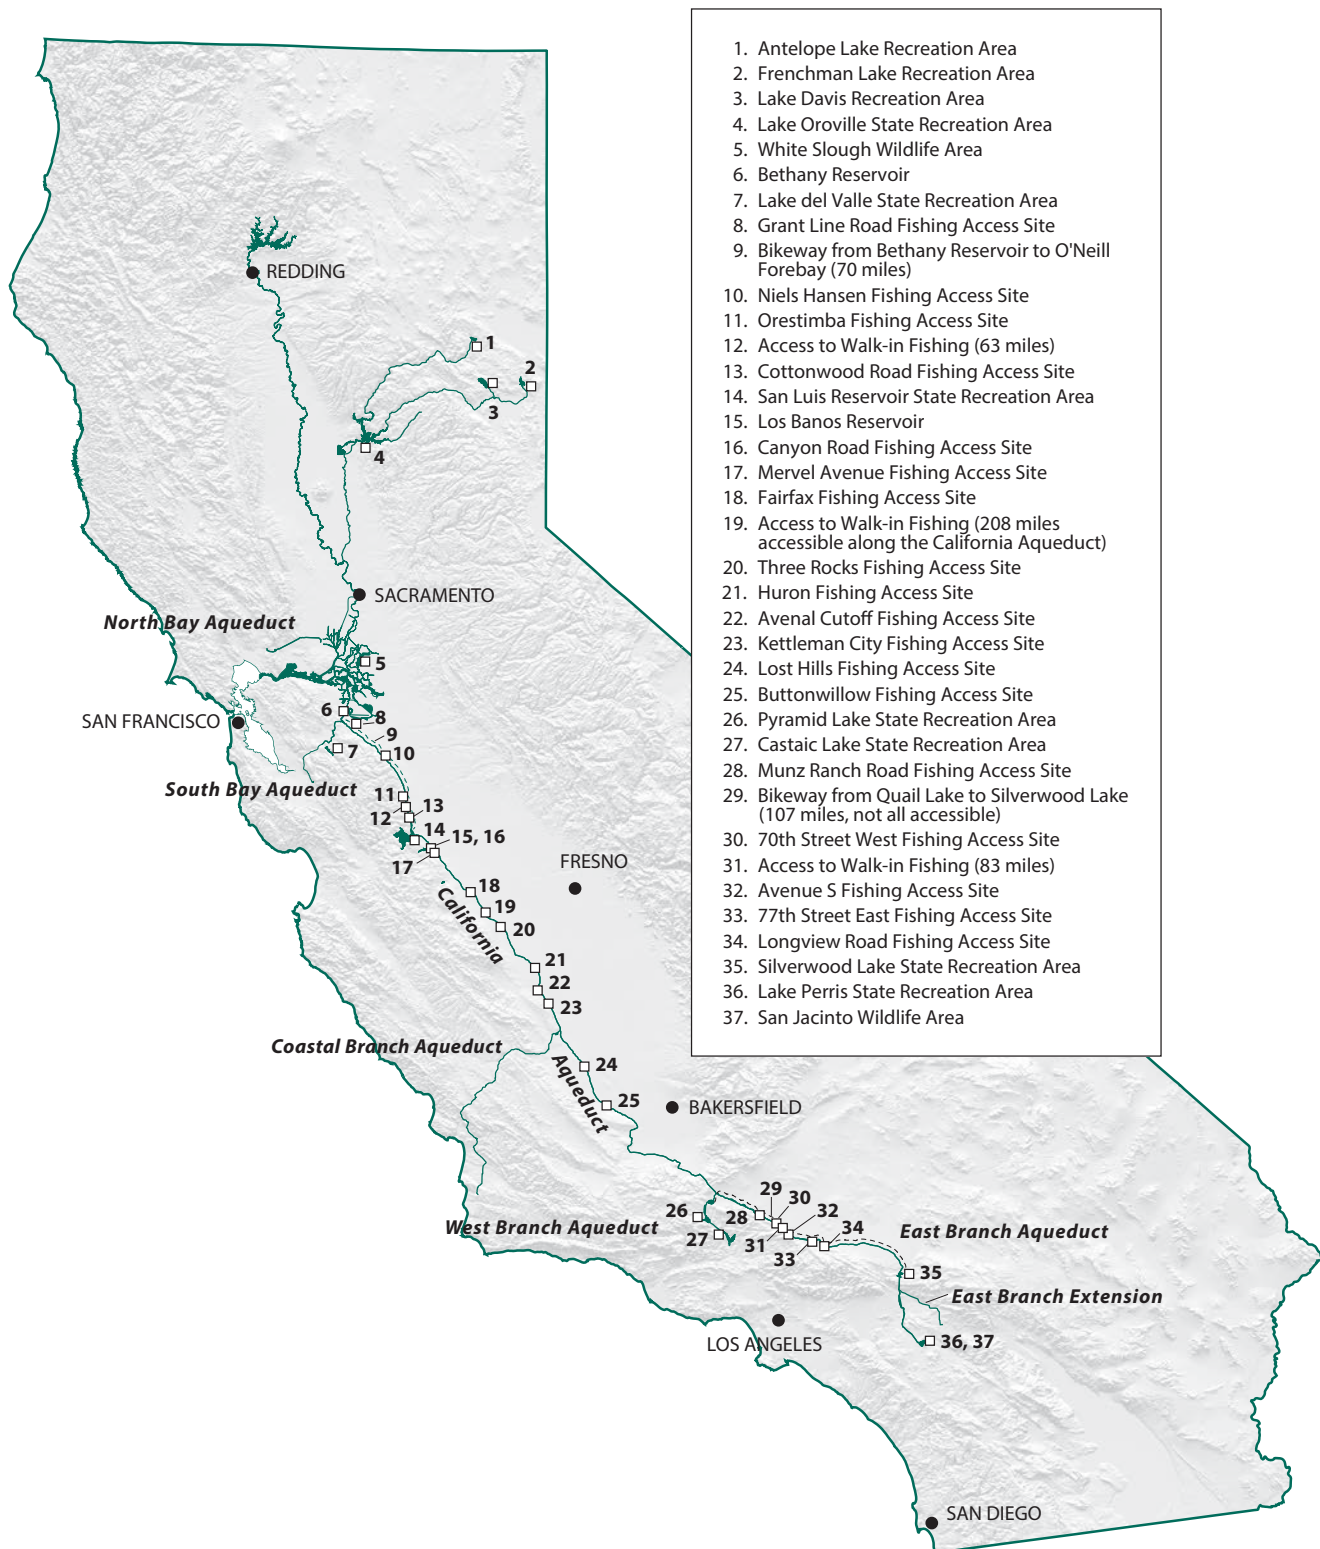 1. Antelope Lake Recreation Area
2. Frenchman Lake Recreation Area
3. Lake Davis Recreation Area
4. Lake Oroville State Recreation Area
5. White Slough Wildlife Area
6. Bethany Reservoir
7. Lake del Valle State Recreation Area
8. Grant Line Road Fishing Access Site
9. Bikeway from Bethany Reservoir to O'Neill
Forebay (70 miles)
10. Niels Hansen Fishing Access Site
11. Orestimba Fishing Access Site
12. Access to Walk-in Fishing (63 miles)
13. Cottonwood Road Fishing Access Site
14. San Luis Reservoir State Recreation Area
15. Los Banos Reservoir
16. Canyon Road Fishing Access Site
17. Mervel Avenue Fishing Access Site
18. Fairfax Fishing Access Site
19. Access to Walk-in Fishing (208 miles
accessible along the California Aqueduct)
20. Three Rocks Fishing Access Site
21. Huron Fishing Access Site
22. Avenal Cutoff Fishing Access Site
23. Kettleman City Fishing Access Site
24. Lost Hills Fishing Access Site
25. Buttonwillow Fishing Access Site
26. Pyramid Lake State Recreation Area
27. Castaic Lake State Recreation Area
28. Munz Ranch Road Fishing Access Site
29. Bikeway from Quail Lake to Silverwood Lake
(107 miles, not all accessible)
30. 70th Street West Fishing Access Site
31. Access to Walk-in Fishing (83 miles)
32. Avenue S Fishing Access Site
33. 77th Street East Fishing Access Site
34. Longview Road Fishing Access Site
35. Silverwood Lake State Recreation Area
36. Lake Perris State Recreation Area
37. San Jacinto Wildlife Area
REDDING
1
2
3
4
SACRAMENTO
North Bay Aqueduct
5
6
8
SAN FRANCISCO
9
7
10
South Bay Aqueduct
11
12
13
14
15, 16
17
FRESNO
18
California
19
20
21
22
23
Coastal Branch Aqueduct
Aqueduct
24
25
BAKERSFIELD
29
30
26
28
32
West Branch Aqueduct
27
31
34
East Branch Aqueduct
33
35
East Branch Extension
LOS ANGELES
36, 37
SAN DIEGO